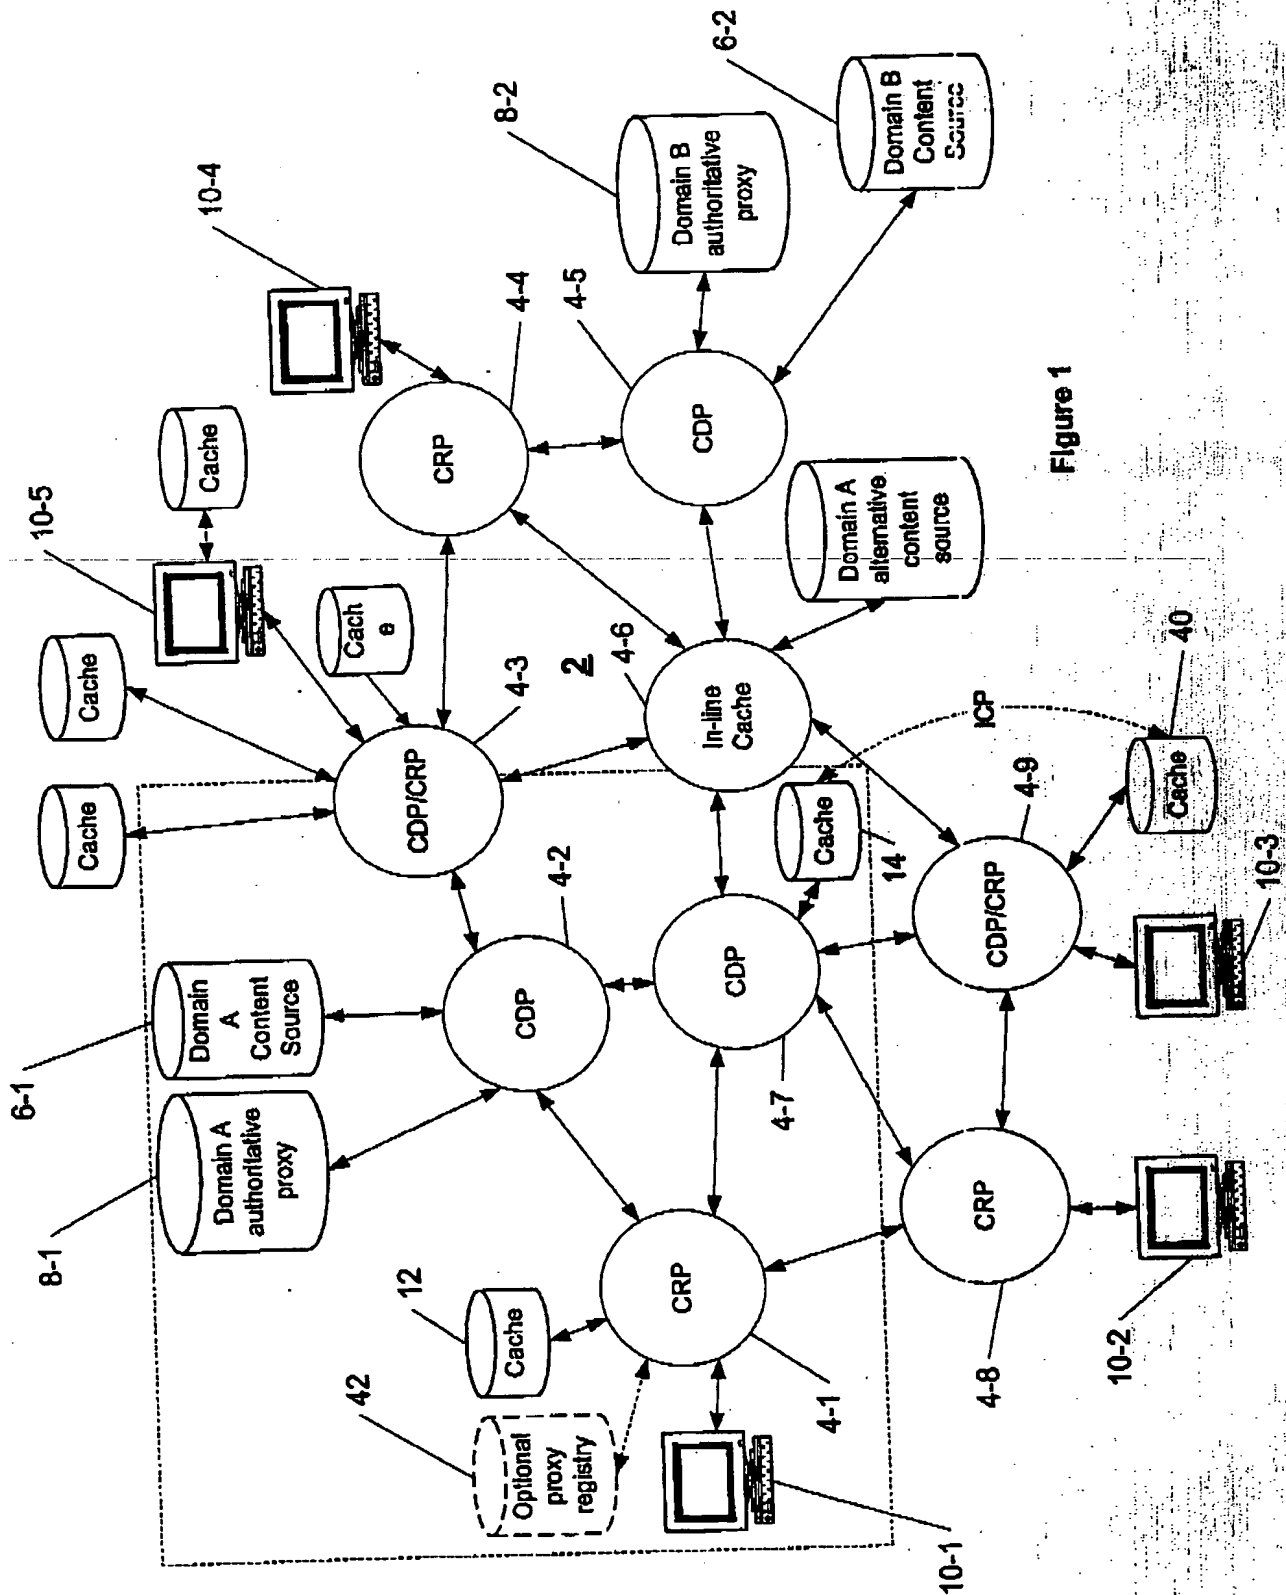 6-1
8-1
Domain A
authoritative
proxy
Domain
A
Content
Source
Cache
Cache
10-5
Cache
10-4
8-2
6-2
Domain B
authoritative
proxy
Domain B
Content
Source
42
12
Optional
proxy
registry
Cache
CDP
4-2
CDP/CRP
4-3
Cach
e
CRP
4-4
4-5
CDP
2
4-6
In-line
Cache
Domain A
alternative
content
source
CRP
4-1
10-1
CDP
4-7
Cache
14
ICP
CRP
4-8
10-2
CDP/CRP
4-9
10-3
Cache
40
Figure 1